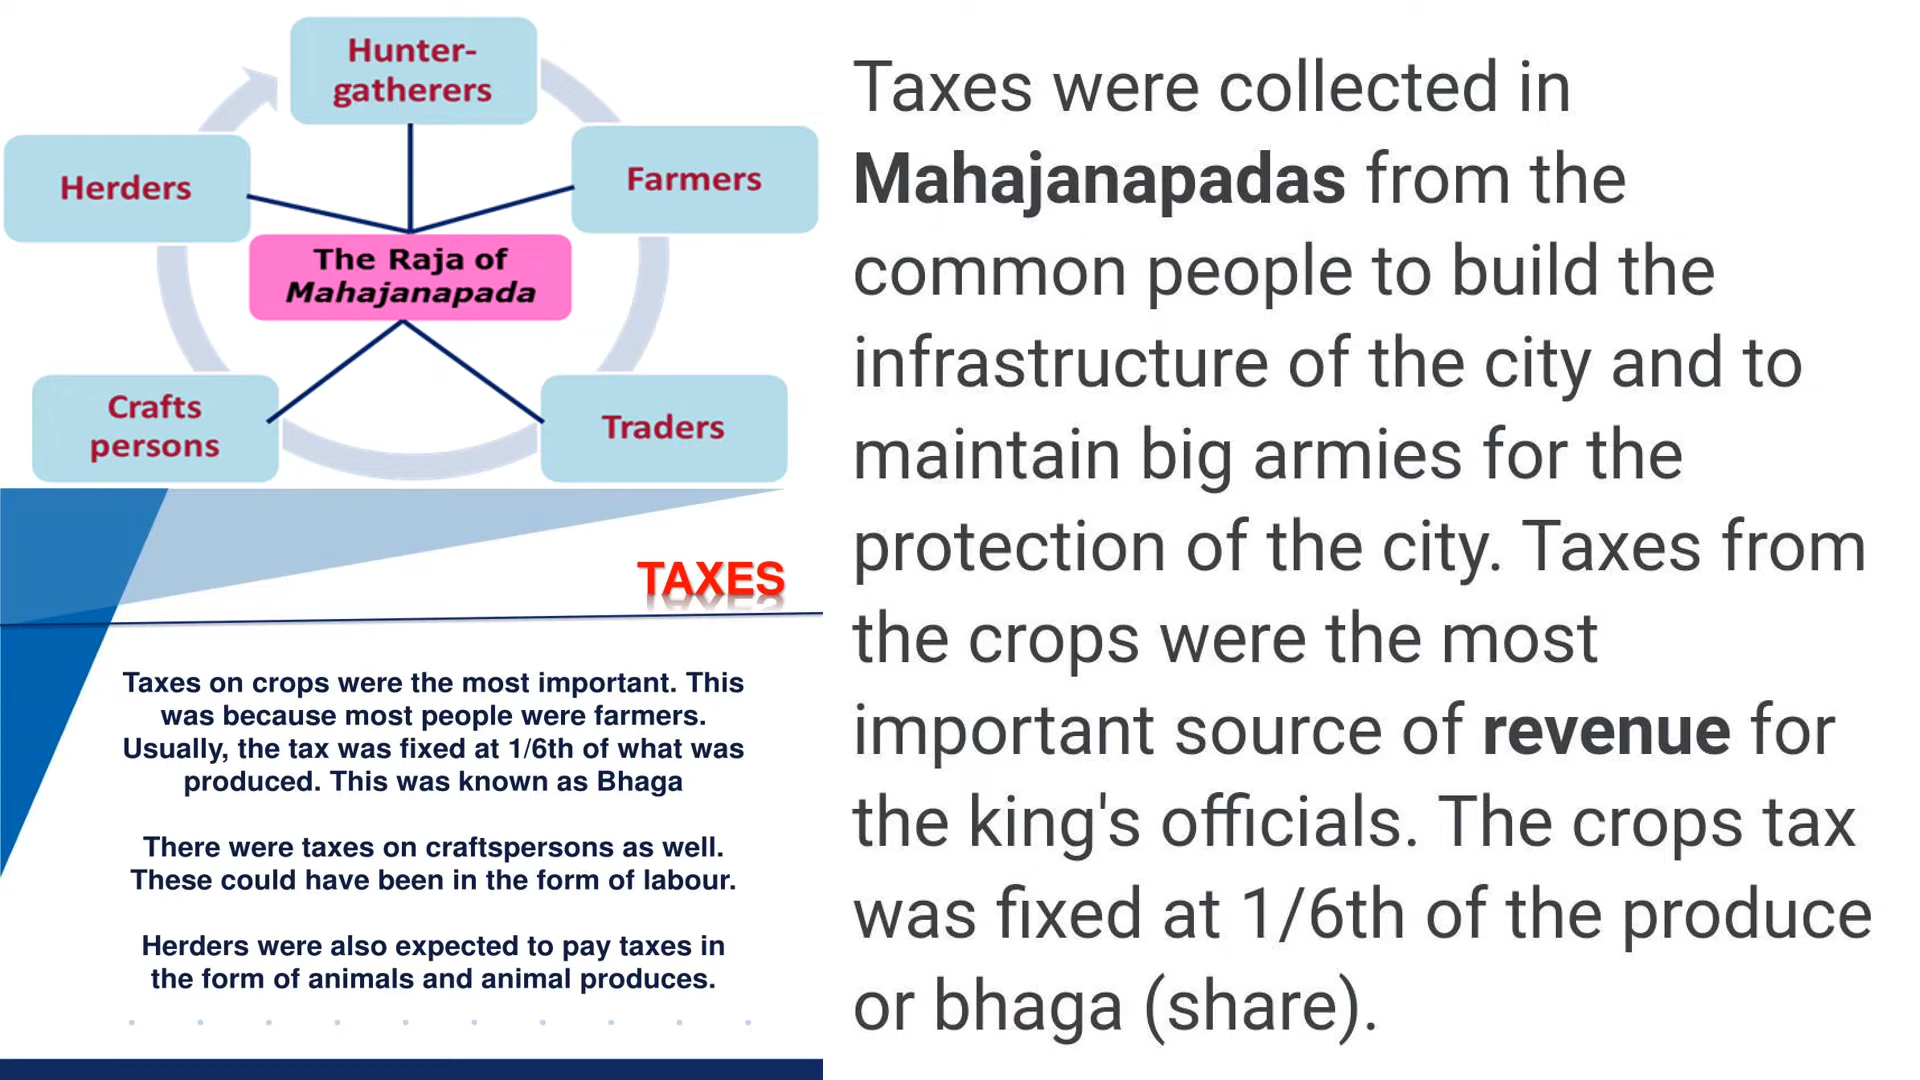 Hunter-
gatherers
Herders
Farmers
The Raja of
Mahajanapada
Crafts
persons
Traders
TAXES
Taxes on crops were the most important. This
was because most people were farmers.
Usually, the tax was fixed at 1/6th of what was
produced. This was known as Bhaga
There were taxes on craftspersons as well.
These could have been in the form of labour.
Herders were also expected to pay taxes in
the form of animals and animal produces.
Taxes were collected in
Mahajanapadas from the
common people to build the
infrastructure of the city and to
maintain big armies for the
protection of the city. Taxes from
the crops were the most
important source of revenue for
the king's officials. The crops tax
was fixed at 1/6th of the produce
or bhaga (share).